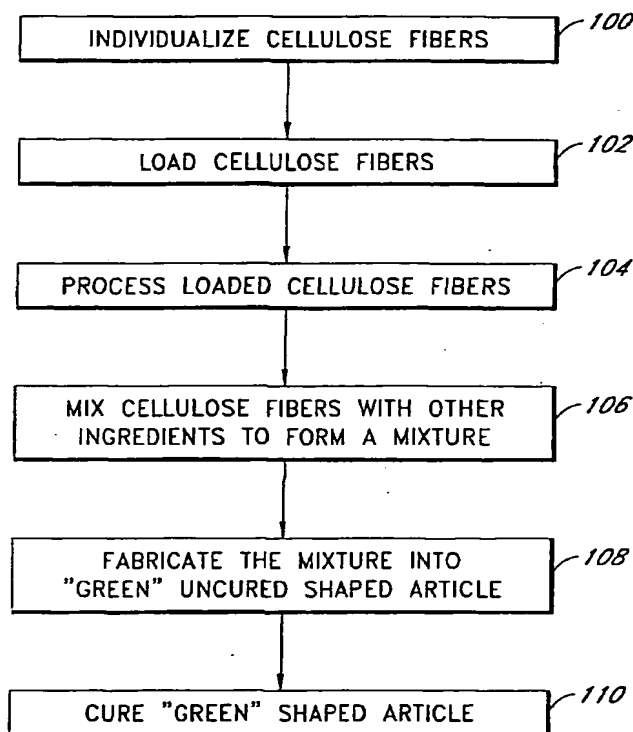 INDIVIDUALIZE CELLULOSE FIBERS
100
LOAD CELLULOSE FIBERS
102
PROCESS LOADED CELLULOSE FIBERS
104
MIX CELLULOSE FIBERS WITH OTHER
INGREDIENTS TO FORM A MIXTURE
106
FABRICATE THE MIXTURE INTO
"GREEN" UNCURED SHAPED ARTICLE
108
CURE "GREEN" SHAPED ARTICLE
110